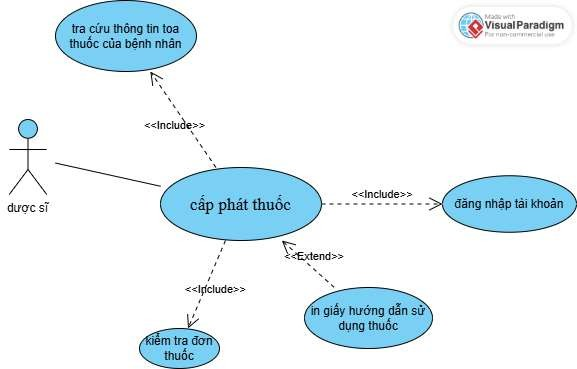 tra cứu thông tin toa
thuốc của bệnh nhân
Made with
VisualParadigm
For non-commercial use
<<Include>>
dược sĩ
cấp phát thuốc
<<Include>>
đăng nhập tài khoản
<<Extend>>
<<Include>>
in giấy hướng dẫn sử
dụng thuốc
kiểm tra đơn
thuốc